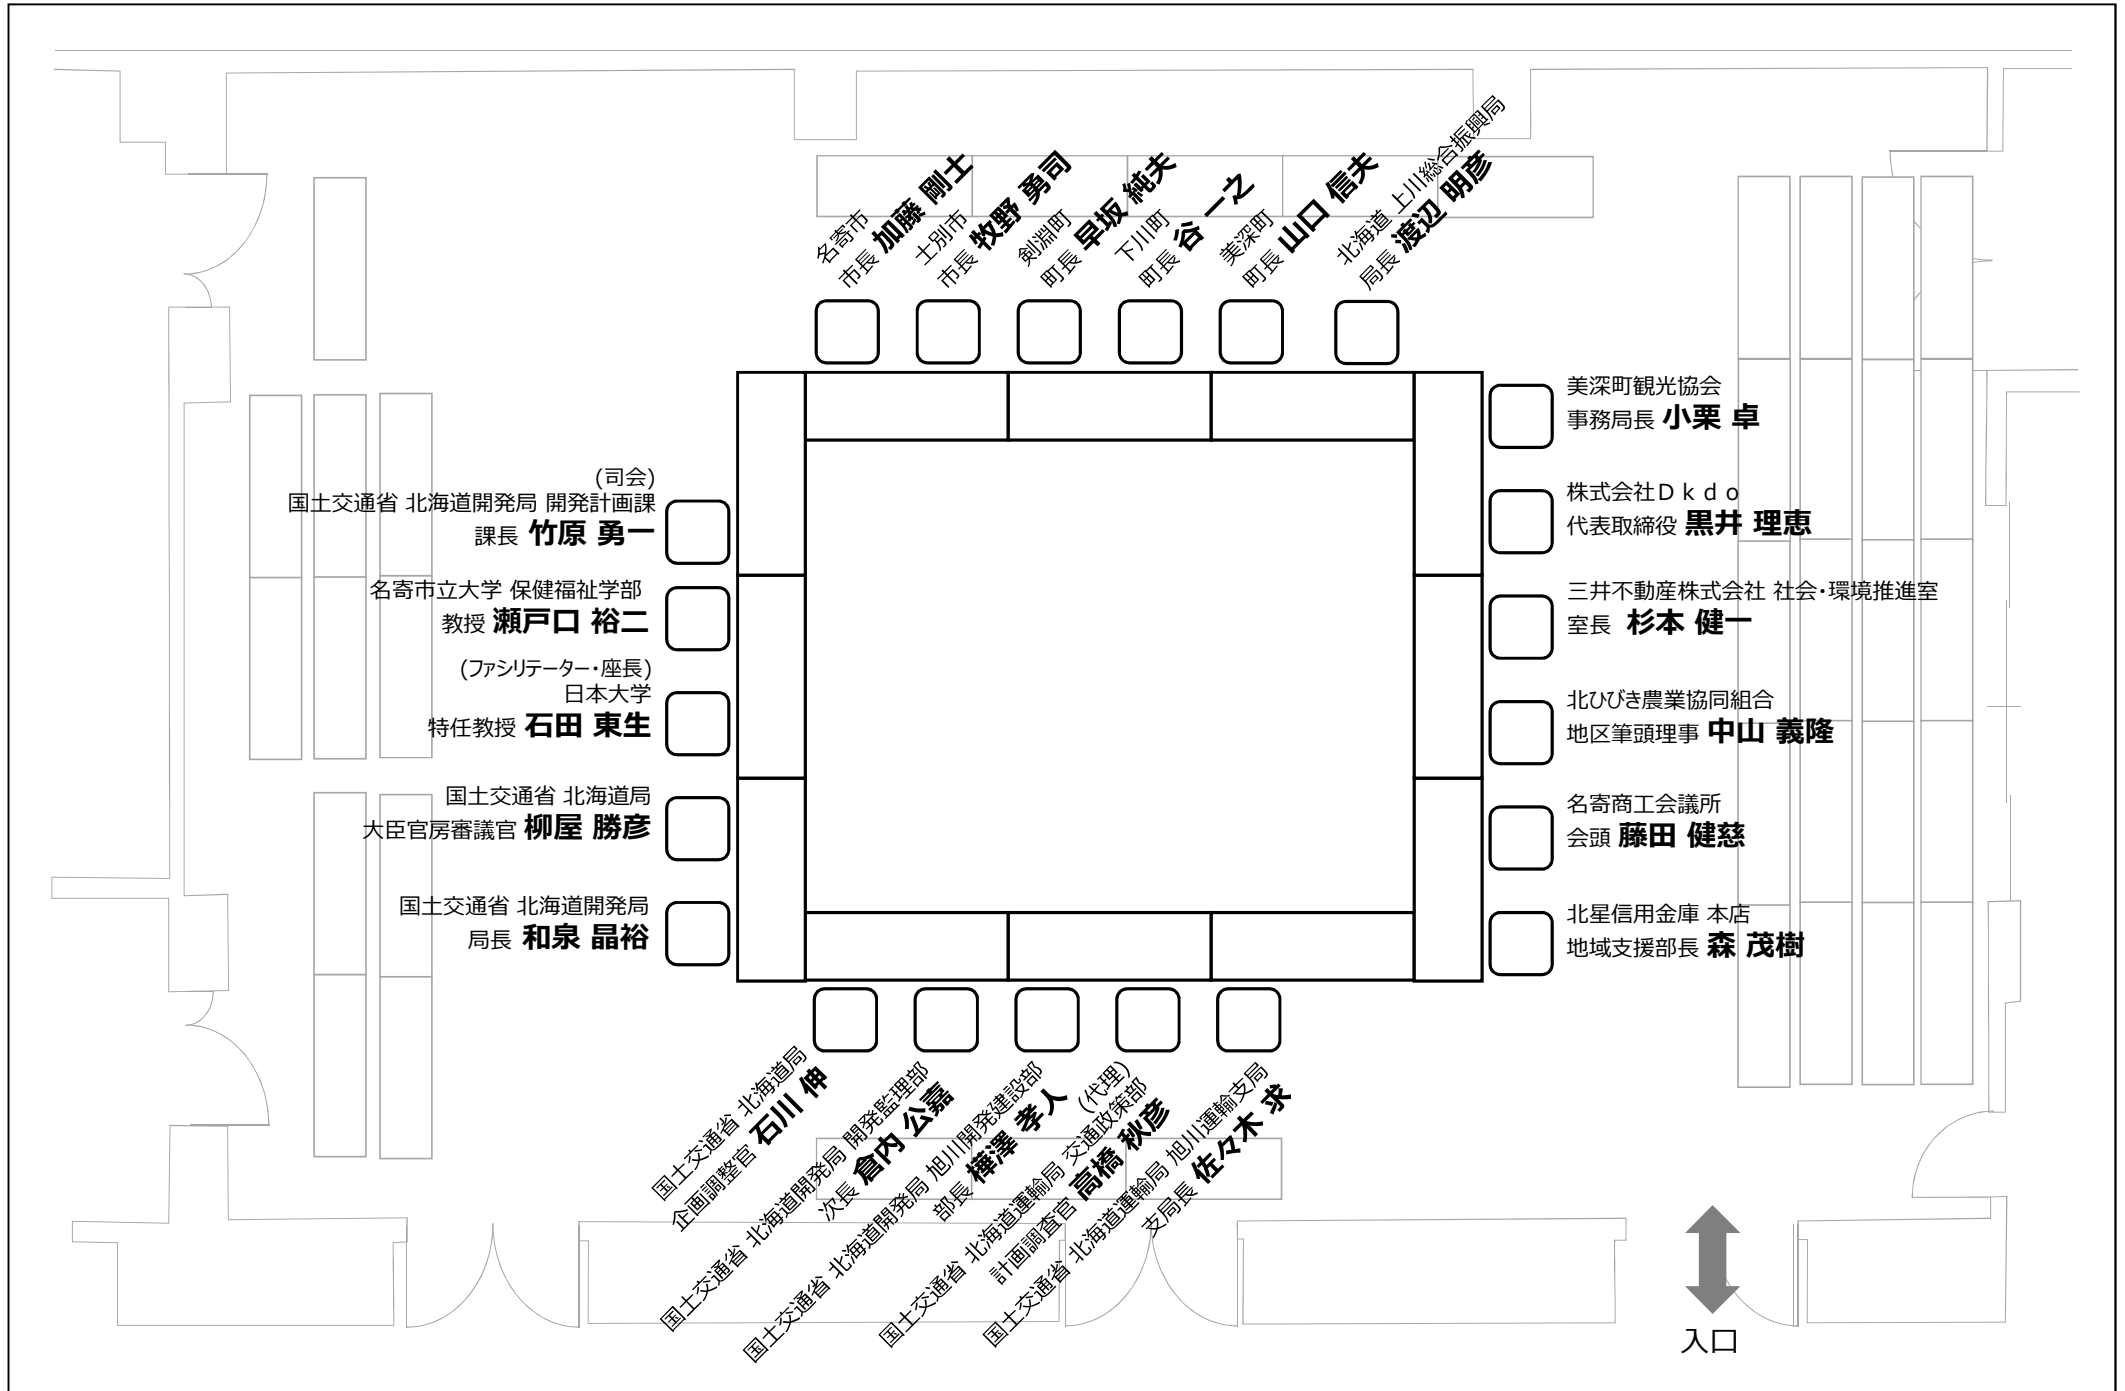 名寄市
市長 加藤 剛士
士別市
市長 牧野 勇司
剣淵町
町長 早坂 純夫
下川町
町長 谷 一之
美深町
町長 山口 信夫
北海道 上川総合振興局
局長 渡辺 明彦
(司会)
国土交通省 北海道開発局 開発計画課
課長 竹原 勇一
名寄市立大学 保健福祉学部
教授 瀬戸口 裕二
(ファシリテーター・座長)
日本大学
特任教授 石田 東生
国土交通省 北海道局
大臣官房審議官 柳屋 勝彦
国土交通省 北海道開発局
局長 和泉 晶裕
美深町観光協会
事務局長 小栗 卓
株式会社Ｄｋｄｏ
代表取締役 黒井 理恵
三井不動産株式会社 社会・環境推進室
室長 杉本 健一
北ひびき農業協同組合
地区筆頭理事 中山 義隆
名寄商工会議所
会頭 藤田 健慈
北星信用金庫 本店
地域支援部長 森 茂樹
国土交通省 北海道局
企画調整官 石川 伸
国土交通省 北海道開発局 開発監理部
次長 倉内 公嘉
国土交通省 北海道開発局 旭川開発建設部
部長 樺澤 孝人
(代理)
国土交通省 北海道運輸局 交通政策部
計画調査官 高橋 秋彦
国土交通省 北海道運輸局 旭川運輸支局
支局長 佐々木 求
入口